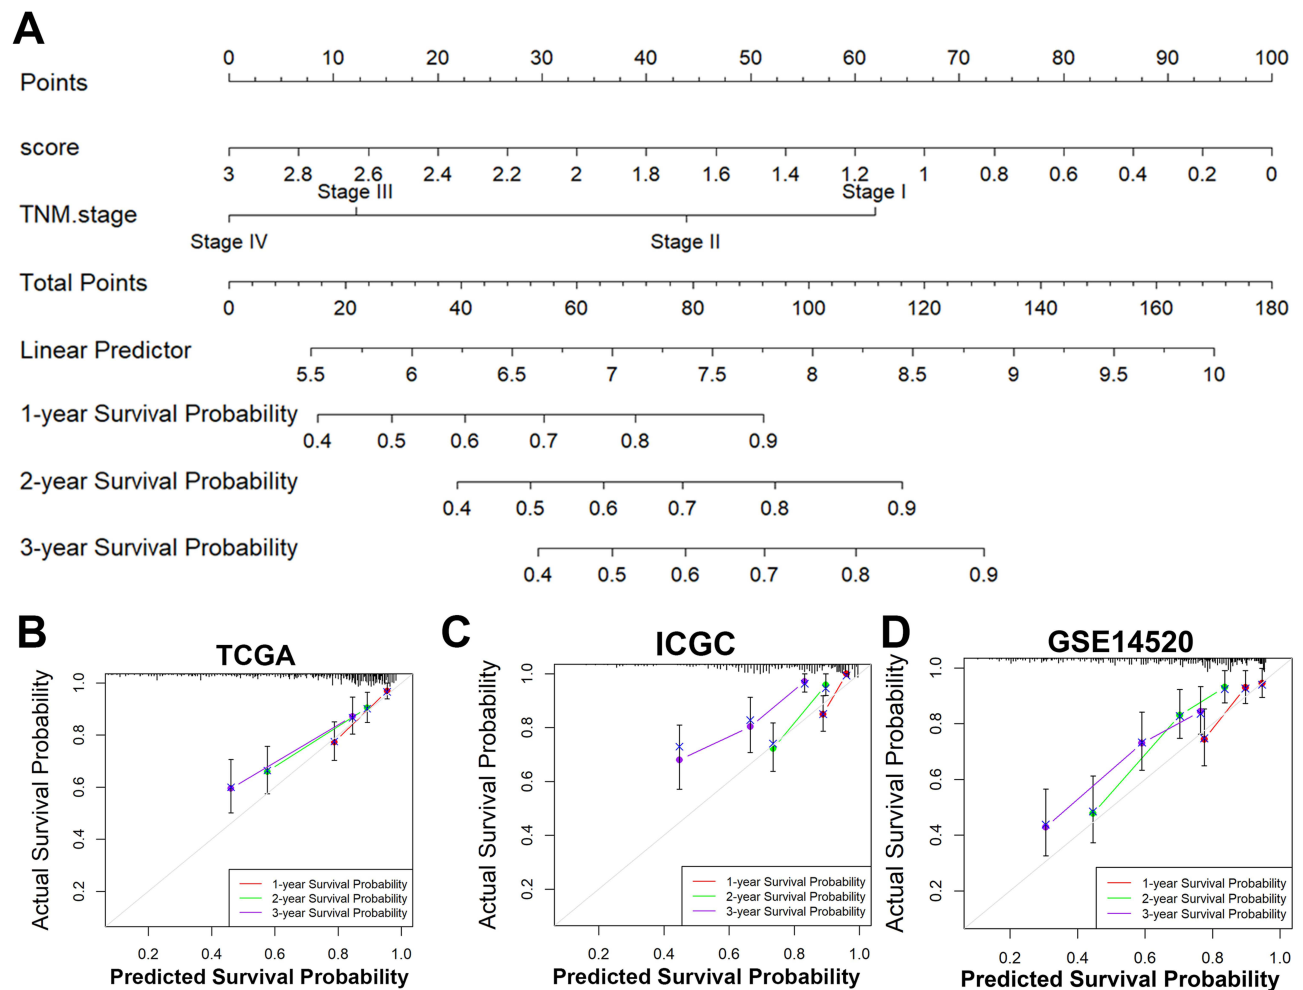 A
0 10 20 30 40 50 60 70 80 90 100
Points
score
3 2.8 2.6 2.4 2.2 2 1.8 1.6 1.4 1.2 1 0.8 0.6 0.4 0.2 0
Stage III Stage I
TNM.stage
Stage IV Stage II
Total Points
0 20 40 60 80 100 120 140 160 180
Linear Predictor
5.5 6 6.5 7 7.5 8 8.5 9 9.5 10
1-year Survival Probability
0.4 0.5 0.6 0.7 0.8 0.9
2-year Survival Probability
0.4 0.5 0.6 0.7 0.8 0.9
3-year Survival Probability
0.4 0.5 0.6 0.7 0.8 0.9
B
TCGA
Actual Survival Probability
1.0
0.8
0.6
0.4
0.2
1-year Survival Probability
2-year Survival Probability
3-year Survival Probability
0.2 0.4 0.6 0.8 1.0
Predicted Survival Probability
C
ICGC
Actual Survival Probability
1.0
0.8
0.6
0.4
0.2
1-year Survival Probability
2-year Survival Probability
3-year Survival Probability
0.2 0.4 0.6 0.8 1.0
Predicted Survival Probability
D
GSE14520
Actual Survival Probability
1.0
0.8
0.6
0.4
0.2
1-year Survival Probability
2-year Survival Probability
3-year Survival Probability
0.2 0.4 0.6 0.8 1.0
Predicted Survival Probability